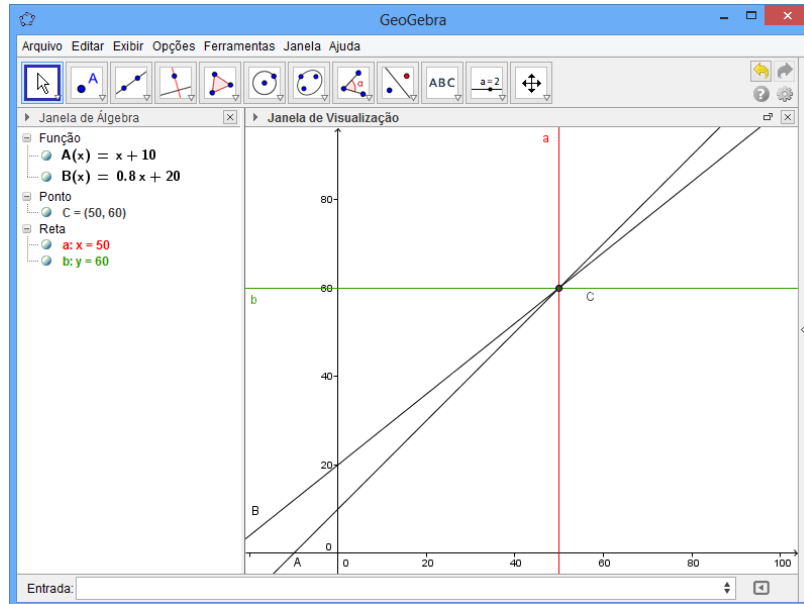 GeoGebra
Arquivo Editar Exibir Opções Ferramentas Janela Ajuda
A α ABC a=2
Janela de Álgebra
Função
A(x) = x + 10
B(x) = 0.8 x + 20
Ponto
C = (50, 60)
Reta
a: x = 50
b: y = 60
Janela de Visualização
a
80
60
b
C
40
20
B
0
A
0 20 40 60 80 100
Entrada: